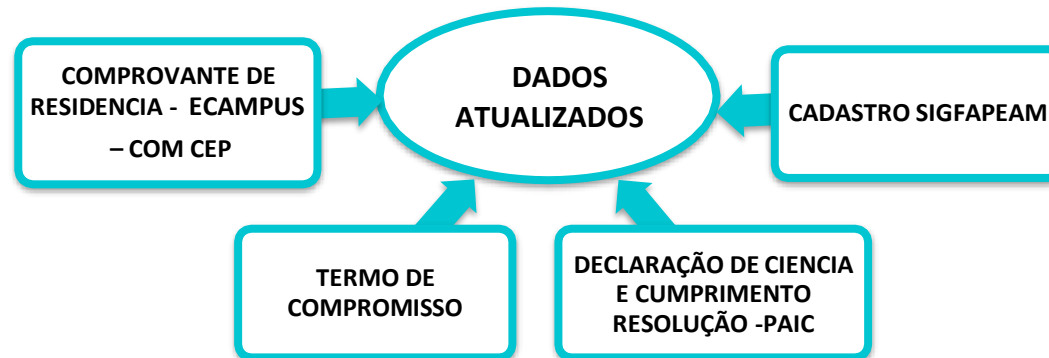 COMPROVANTE DE
RESIDENCIA - ECAMPUS
– COM CEP
DADOS
ATUALIZADOS
CADASTRO SIGFAPEAM
TERMO DE
COMPROMISSO
DECLARAÇÃO DE CIENCIA
E CUMPRIMENTO
RESOLUÇÃO -PAIC